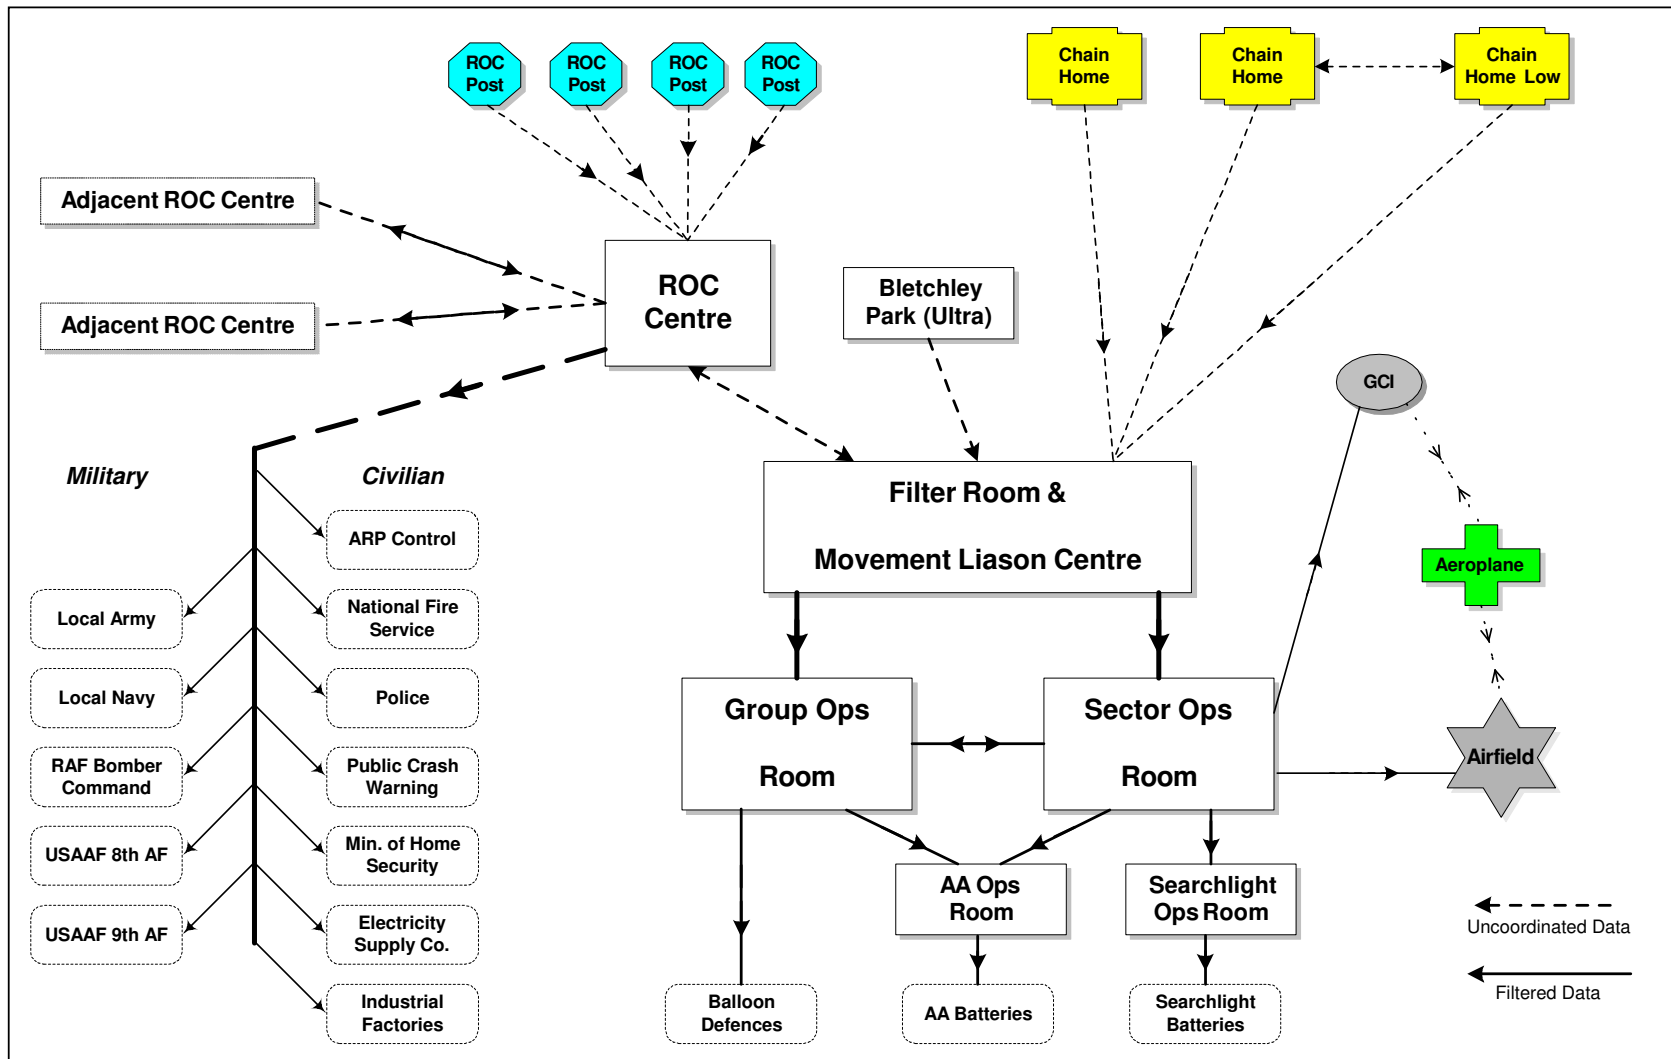 ROC
Post
ROC
Post
ROC
Post
ROC
Post
Chain
Home
Chain
Home
Chain
Home Low
Adjacent ROC Centre
Adjacent ROC Centre
ROC
Centre
Bletchley
Park (Ultra)
GCI
Military
Civilian
Filter Room &
Movement Liason Centre
ARP Control
Aeroplane
Local Army
National Fire
Service
Local Navy
Police
Group Ops
Room
Sector Ops
Room
RAF Bomber
Command
Public Crash
Warning
Airfield
USAAF 8th AF
Min. of Home
Security
AA Ops
Room
Searchlight
Ops Room
USAAF 9th AF
Electricity
Supply Co.
Uncoordinated Data
Filtered Data
Industrial
Factories
Balloon
Defences
AA Batteries
Searchlight
Batteries